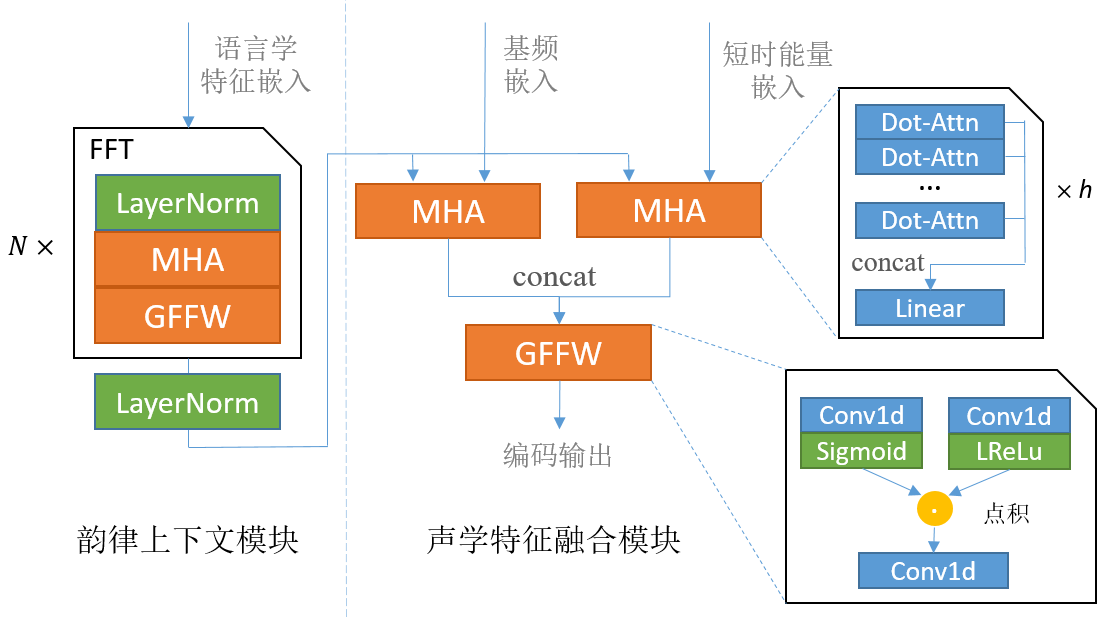 语言学
特征嵌入
基频
嵌入
短时能量
嵌入
FFT
LayerNorm
MHA
GFFW
N ×
LayerNorm
MHA
MHA
concat
GFFW
编码输出
Dot-Attn
Dot-Attn
...
Dot-Attn
× h
concat
Linear
Conv1d
Sigmoid
Conv1d
LReLu
点积
Conv1d
韵律上下文模块
声学特征融合模块